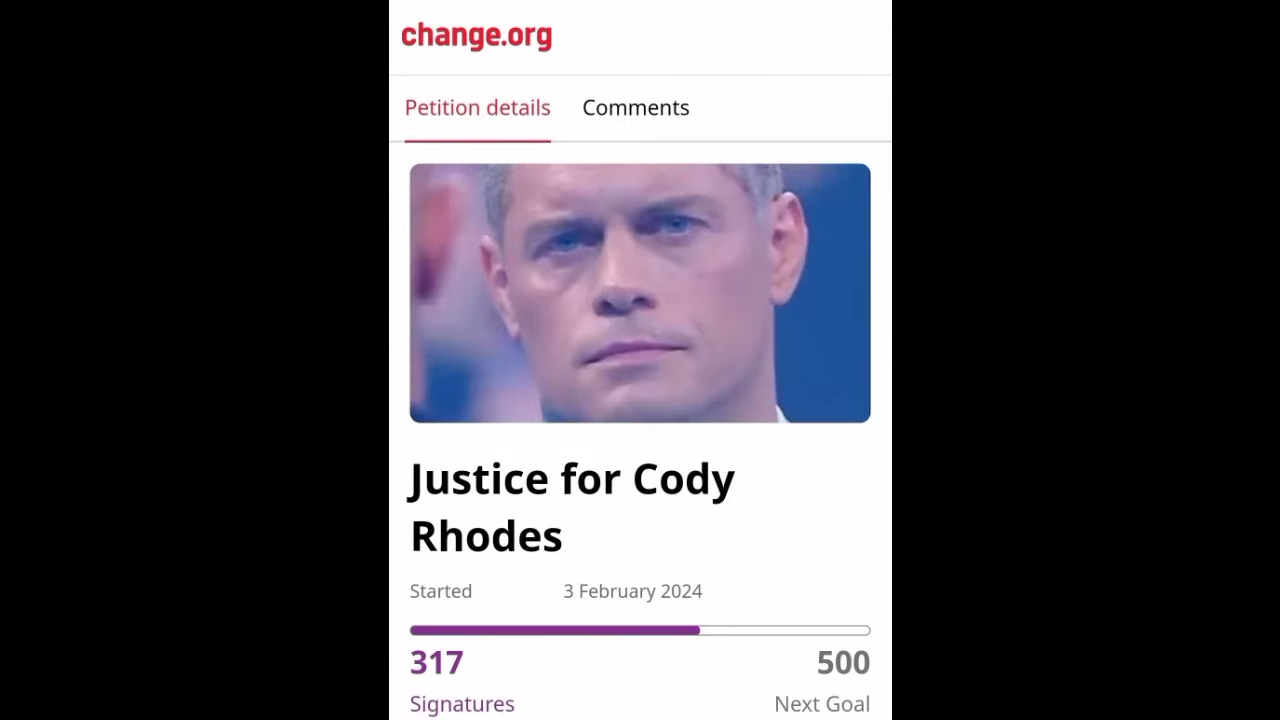 change.org
Petition details Comments
Justice for Cody
Rhodes
Started 3 February 2024
317 500
Signatures Next Goal